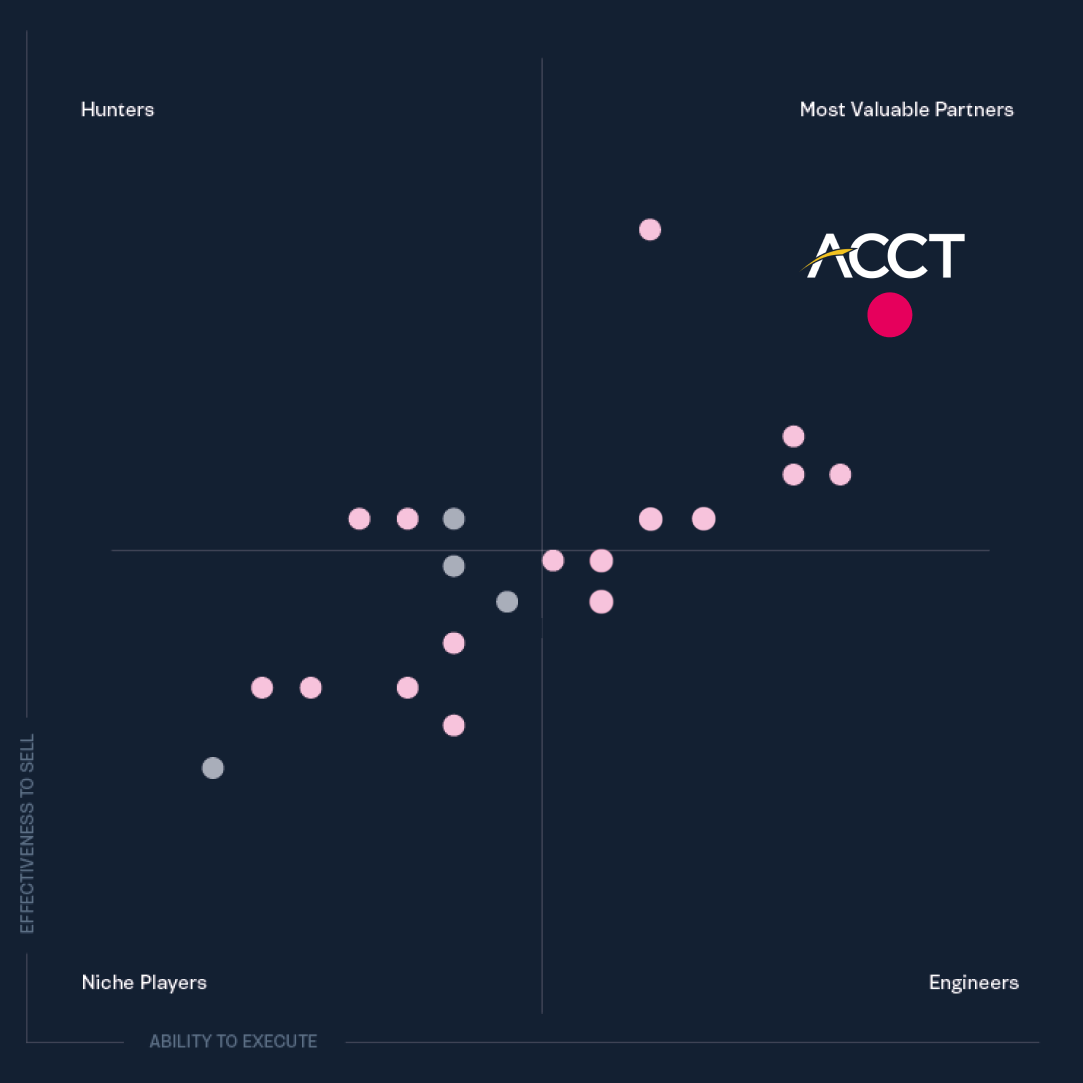 Hunters
Most Valuable Partners
ACCT
EFFECTIVENESS TO SELL
Niche Players
Engineers
ABILITY TO EXECUTE